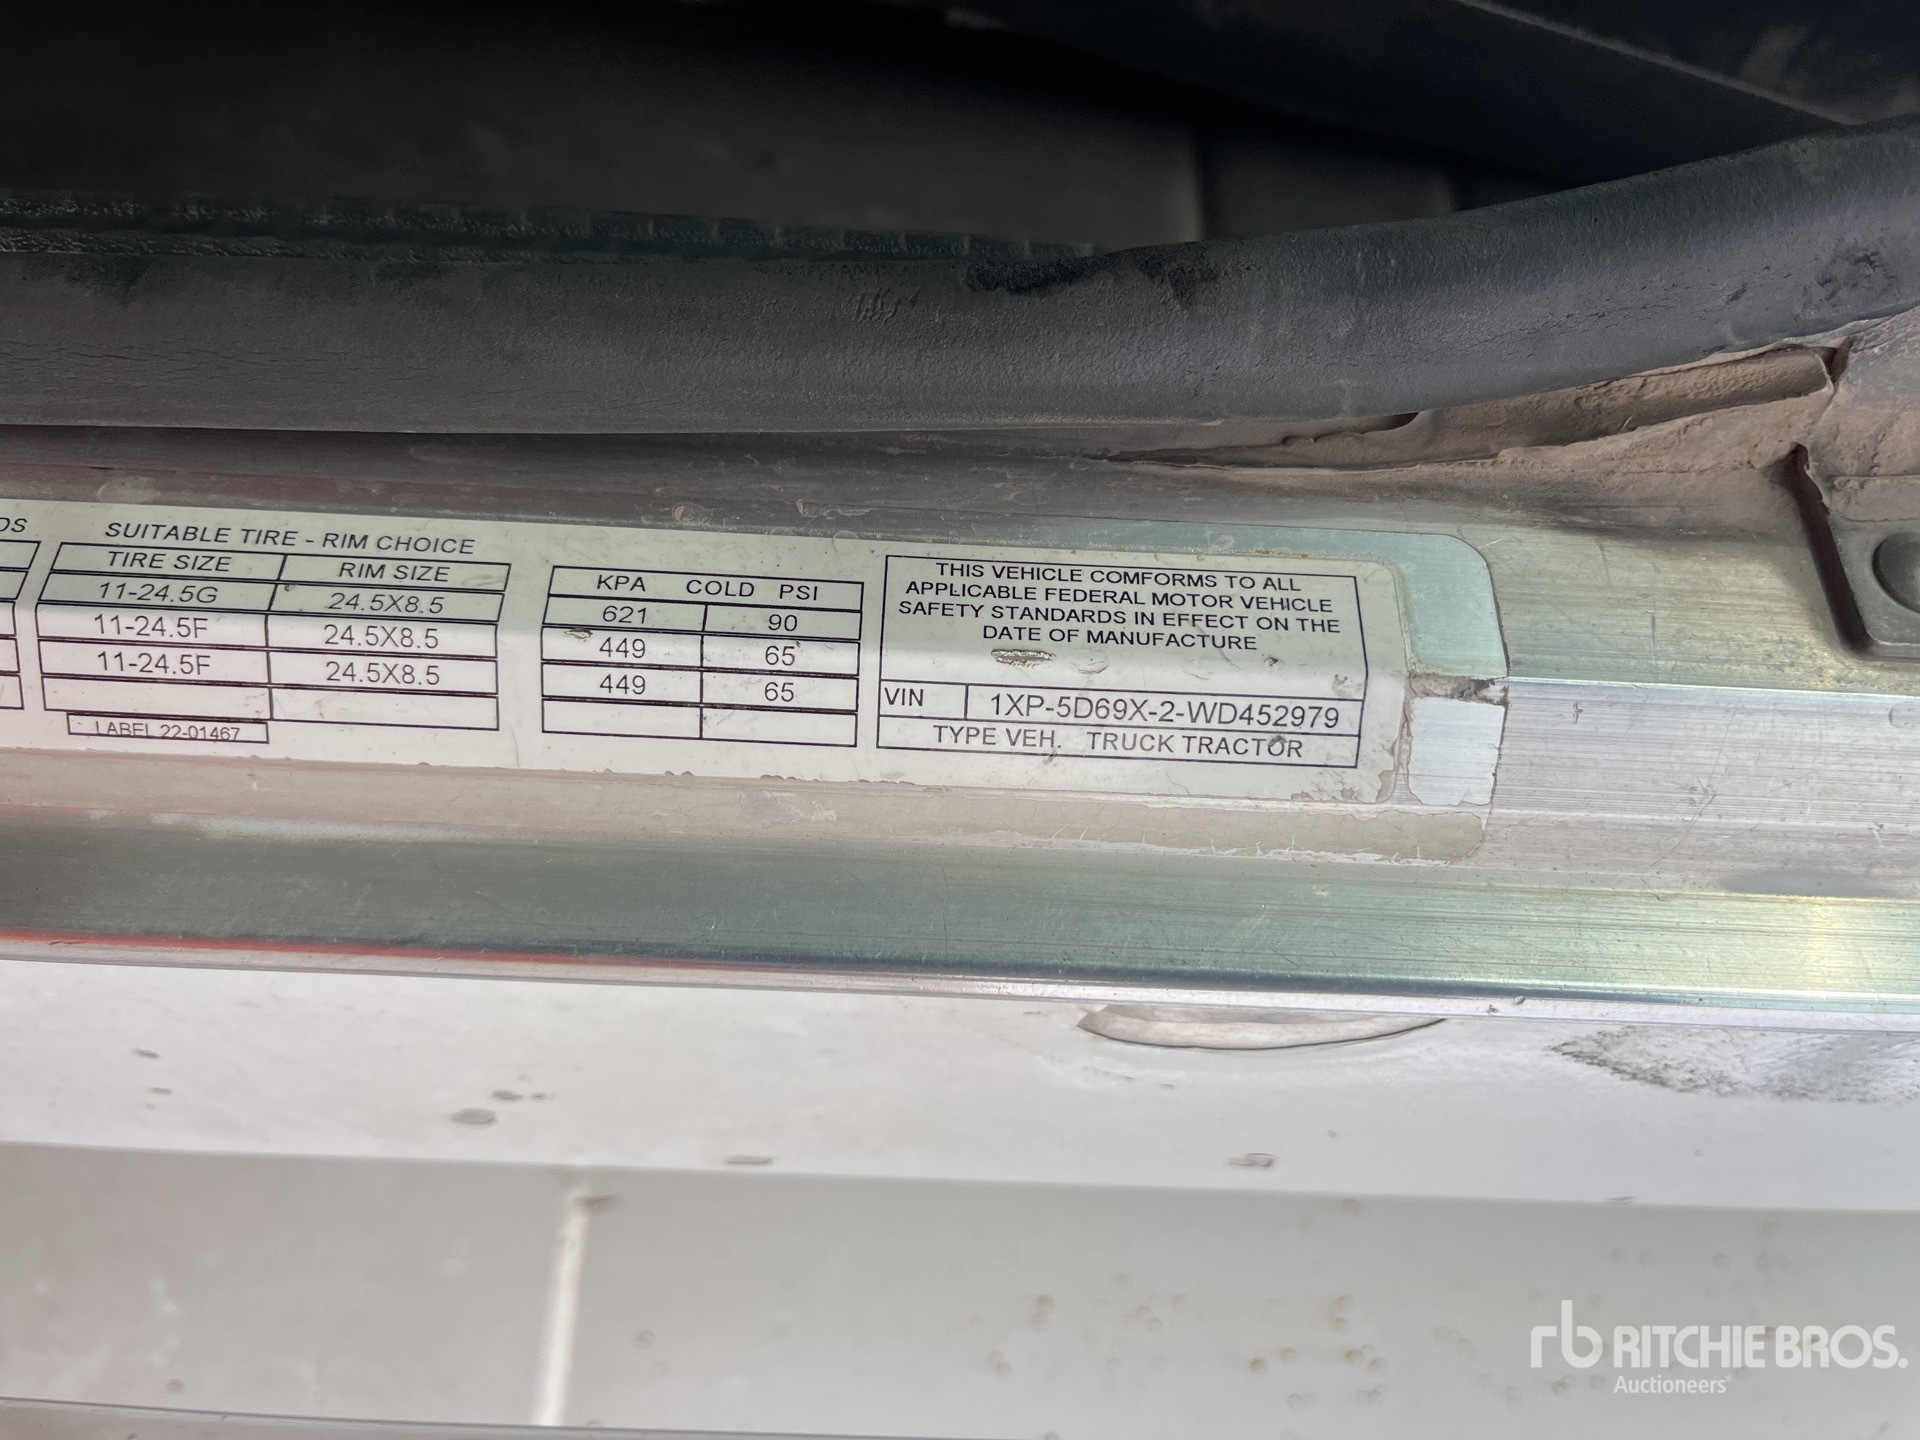 OS
SUITABLE TIRE - RIM CHOICE
TIRE SIZE RIM SIZE
11-24.5G 24.5X8.5
11-24.5F 24.5X8.5
11-24.5F 24.5X8.5
LABEL 22-01467
KPA COLD PSI
621 90
449 65
449 65
THIS VEHICLE COMFORMS TO ALL
APPLICABLE FEDERAL MOTOR VEHICLE
SAFETY STANDARDS IN EFFECT ON THE
DATE OF MANUFACTURE
VIN 1XP-5D69X-2-WD452979
TYPE VEH. TRUCK TRACTOR
rb RITCHIE BROS.
Auctioneers